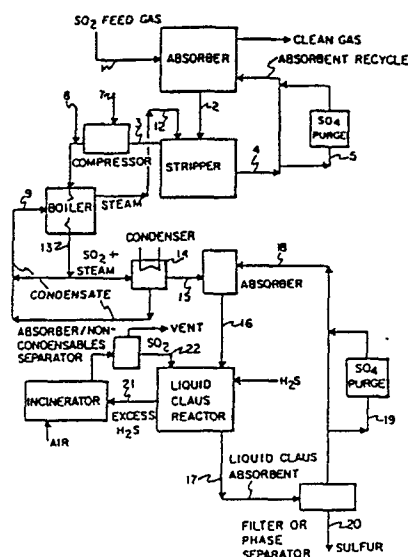 SO2 FEED GAS
CLEAN GAS
ABSORBER
ABSORBENT RECYCLE
2
SO4
PURGE
5
8
7
3
12
COMPRESSOR
STRIPPER
4
9
BOILER
STEAM
13
SO2 +
STEAM
CONDENSER
14
CONDENSATE
15
ABSORBER
18
ABSORBER/NON-
CONDENSABLES
SEPARATOR
VENT
SO2
22
16
INCINERATOR
21
EXCESS
H2S
LIQUID
CLAUS
REACTOR
H2S
SO4
PURGE
19
AIR
17
LIQUID CLAUS
ABSORBENT
FILTER OR
PHASE
SEPARATOR
20
SULFUR